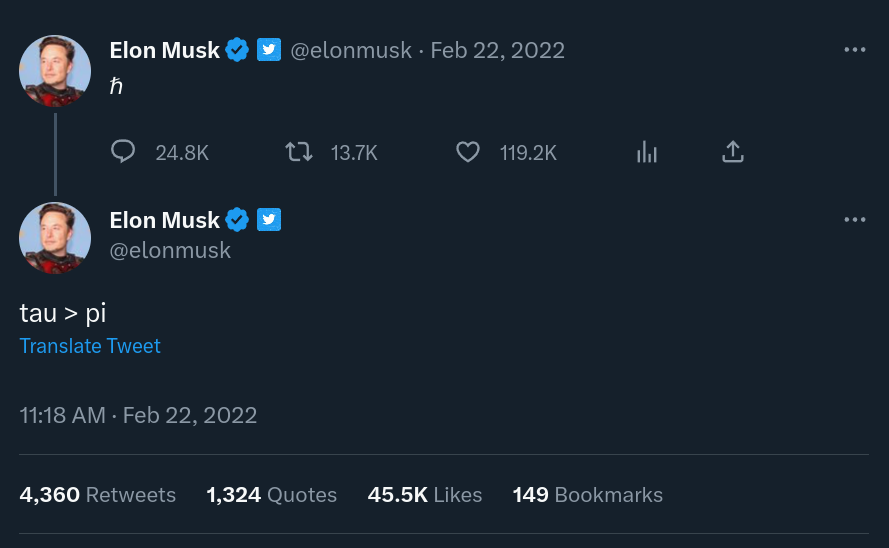 Elon Musk @elonmusk · Feb 22, 2022
ℏ
24.8K 13.7K 119.2K
Elon Musk
@elonmusk
tau > pi
Translate Tweet
11:18 AM · Feb 22, 2022
4,360 Retweets 1,324 Quotes 45.5K Likes 149 Bookmarks